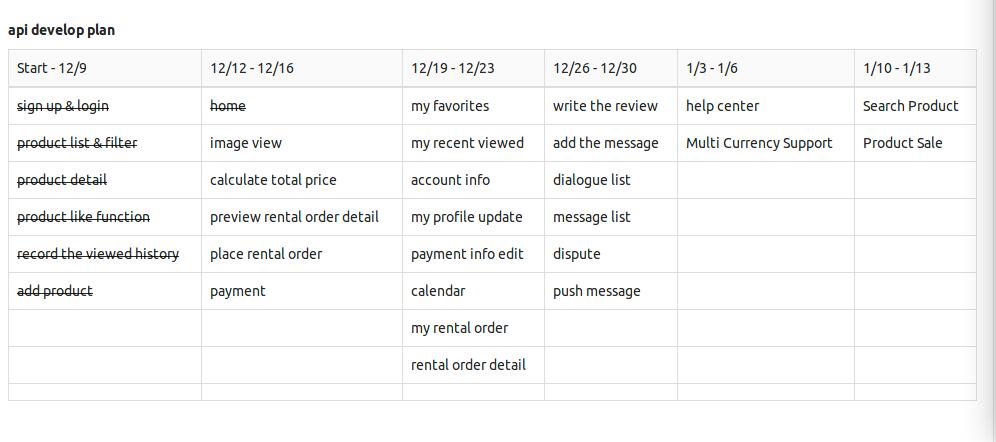 api develop plan
Start - 12/9 12/12 - 12/16 12/19 - 12/23 12/26 - 12/30 1/3 - 1/6 1/10 - 1/13
sign up & login home my favorites write the review help center Search Product
product list & filter image view my recent viewed add the message Multi Currency Support Product Sale
product detail calculate total price account info dialogue list
product like function preview rental order detail my profile update message list
record the viewed history place rental order payment info edit dispute
add product payment calendar push message
my rental order
rental order detail